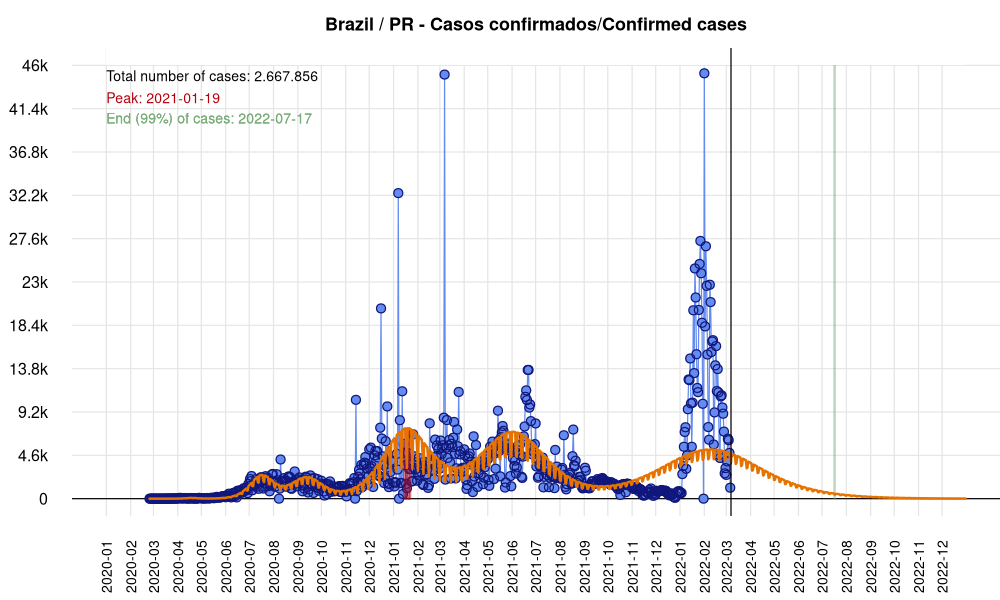 Brazil / PR - Casos confirmados/Confirmed cases
Total number of cases: 2.667.856
Peak: 2021-01-19
End (99%) of cases: 2022-07-17
46k
41.4k
36.8k
32.2k
27.6k
23k
18.4k
13.8k
9.2k
4.6k
0
2020-01
2020-02
2020-03
2020-04
2020-05
2020-06
2020-07
2020-08
2020-09
2020-10
2020-11
2020-12
2021-01
2021-02
2021-03
2021-04
2021-05
2021-06
2021-07
2021-08
2021-09
2021-10
2021-11
2021-12
2022-01
2022-02
2022-03
2022-04
2022-05
2022-06
2022-07
2022-08
2022-09
2022-10
2022-11
2022-12